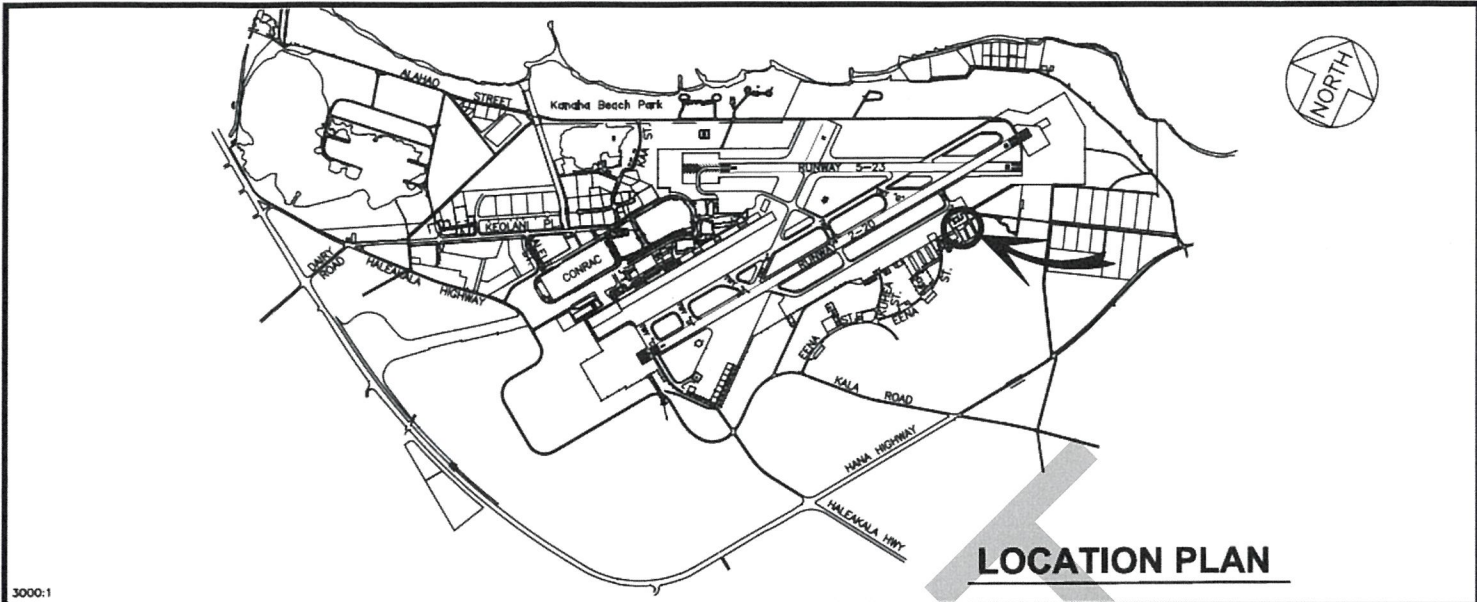 ALAHAO
STREET
Kanaha Beach Park
NORTH
RUNWAY 5-23
KEOLANI Pl
RUNWAY 2-20
DAIRY
ROAD
HALEAKALA
HIGHWAY
CONRAC
ST.
EENA
EENA
KALA
ROAD
HANA HIGHWAY
HALEAKALA HWY
LOCATION PLAN
3000:1